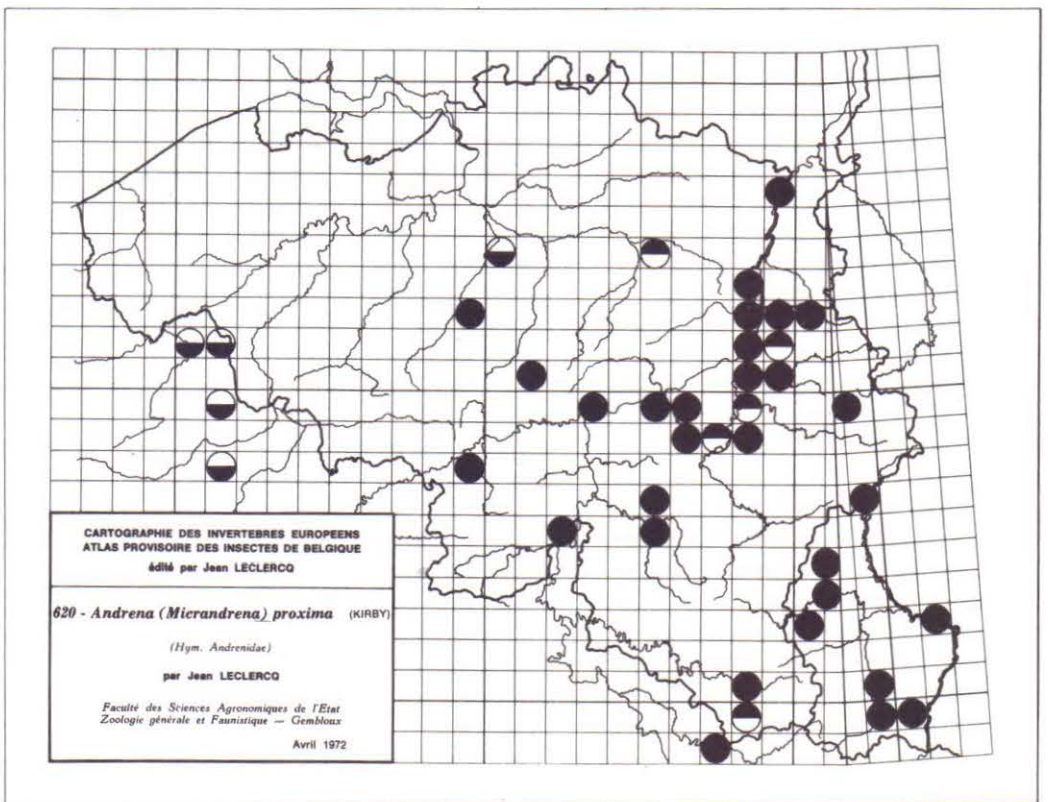 CARTOGRAPHIE DES INVERTEBRES EUROPEENS
ATLAS PROVISOIRE DES INSECTES DE BELGIQUE
édité par Jean LECLERCQ
620 - Andrena (Micrandrena) proxima (KIRBY)
(Hym. Andrenidae)
par Jean LECLERCQ
Faculté des Sciences Agronomiques de l'Etat
Zoologie générale et Faunistique — Gembloux
Avril 1972